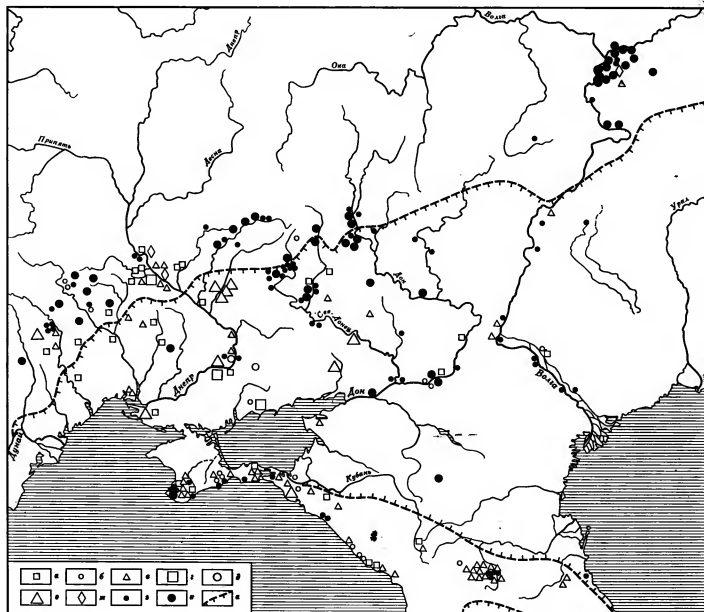 Волга
Днепр
Ока
Припять
Десна
Урал
Дон
Сев. Донец
Днепр
Волга
Дон
Дунай
Кубань
а б в г д
е ж з и к